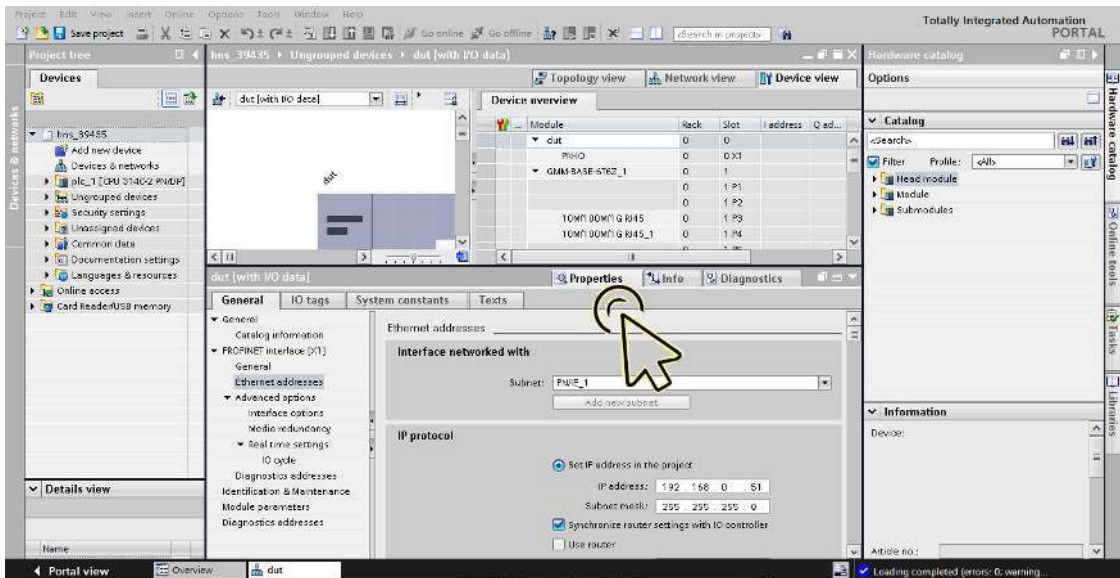 Project Edit View Insert Online Options Tools Window Help
Totally Integrated Automation
PORTAL
Save project
Go online
Go offline
<Search in project>
Project tree
hns_39435 ▸ Ungrouped devices ▸ dut [with I/O data]
Hardware catalog
Devices
Topology view
Network view
Device view
Options
dut [with I/O data]
Device overview
Module Rack Slot I address Q ad...
dut 0 0
PNIO 0 0 X1
GMM-BASE-6T6Z_1 0 1
0 1 P1
0 1 P2
0 1 P3
0 1 P4
dut
hns_39435
Add new device
Devices & networks
plc_1 [CPU 314C-2 PN/DP]
Ungrouped devices
Security settings
Unassigned devices
Common data
Documentation settings
Languages & resources
Online access
Card Reader/USB memory
Catalog
<Search>
Filter
Profile: <All>
Head module
Module
Submodules
Devices & networks
Hardware catalog
Online tools
Tasks
Libraries
dut [with I/O data]
Properties
Info
Diagnostics
General
IO tags
System constants
Texts
General
Catalog information
PROFINET interface [X1]
General
Ethernet addresses
Advanced options
Interface options
Media redundancy
Real time settings
IO cycle
Diagnostics addresses
Identification & Maintenance
Module parameters
Diagnostics addresses
Ethernet addresses
Interface networked with
Subnet: PN/IE_1
Add new subnet
IP protocol
Set IP address in the project
IP address: 192 . 168 . 0 . 51
Subnet mask: 255 . 255 . 255 . 0
Synchronize router settings with IO controller
Use router
Information
Device:
Article no.:
Details view
Name
Portal view
Overview
dut
Loading completed (errors: 0; warning...